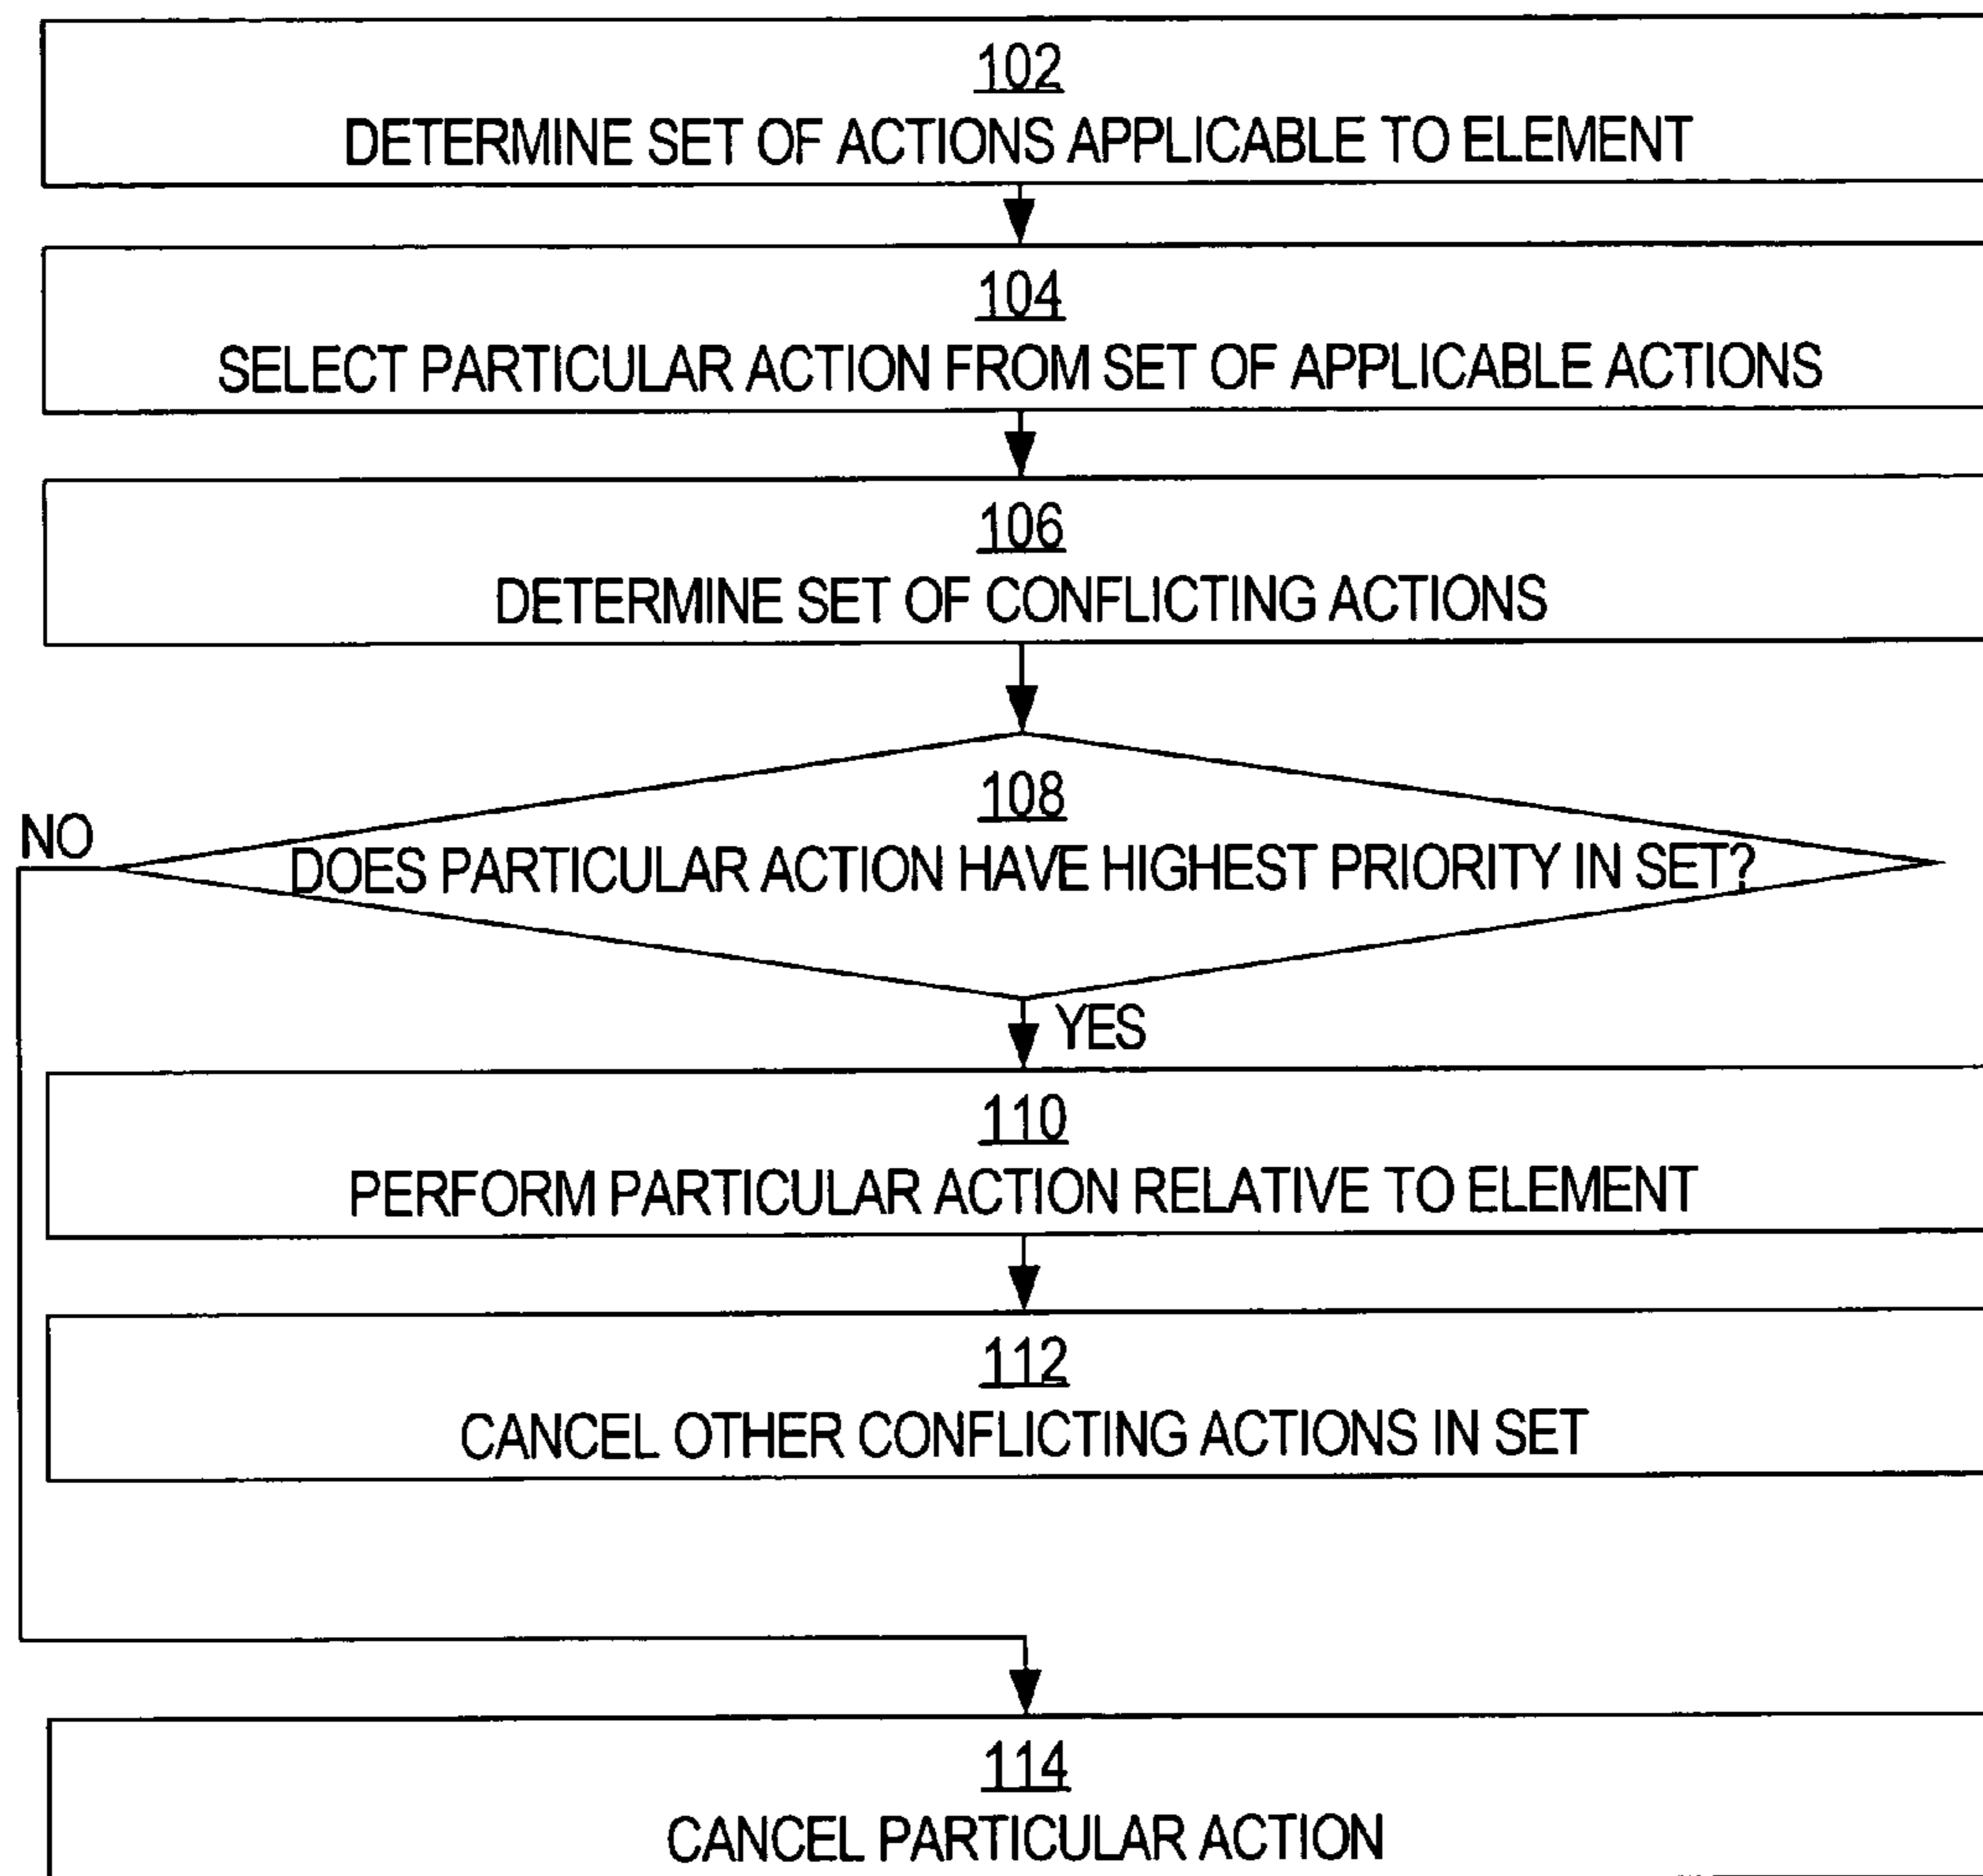 102
DETERMINE SET OF ACTIONS APPLICABLE TO ELEMENT
104
SELECT PARTICULAR ACTION FROM SET OF APPLICABLE ACTIONS
106
DETERMINE SET OF CONFLICTING ACTIONS
108
NO
DOES PARTICULAR ACTION HAVE HIGHEST PRIORITY IN SET?
YES
110
PERFORM PARTICULAR ACTION RELATIVE TO ELEMENT
112
CANCEL OTHER CONFLICTING ACTIONS IN SET
114
CANCEL PARTICULAR ACTION